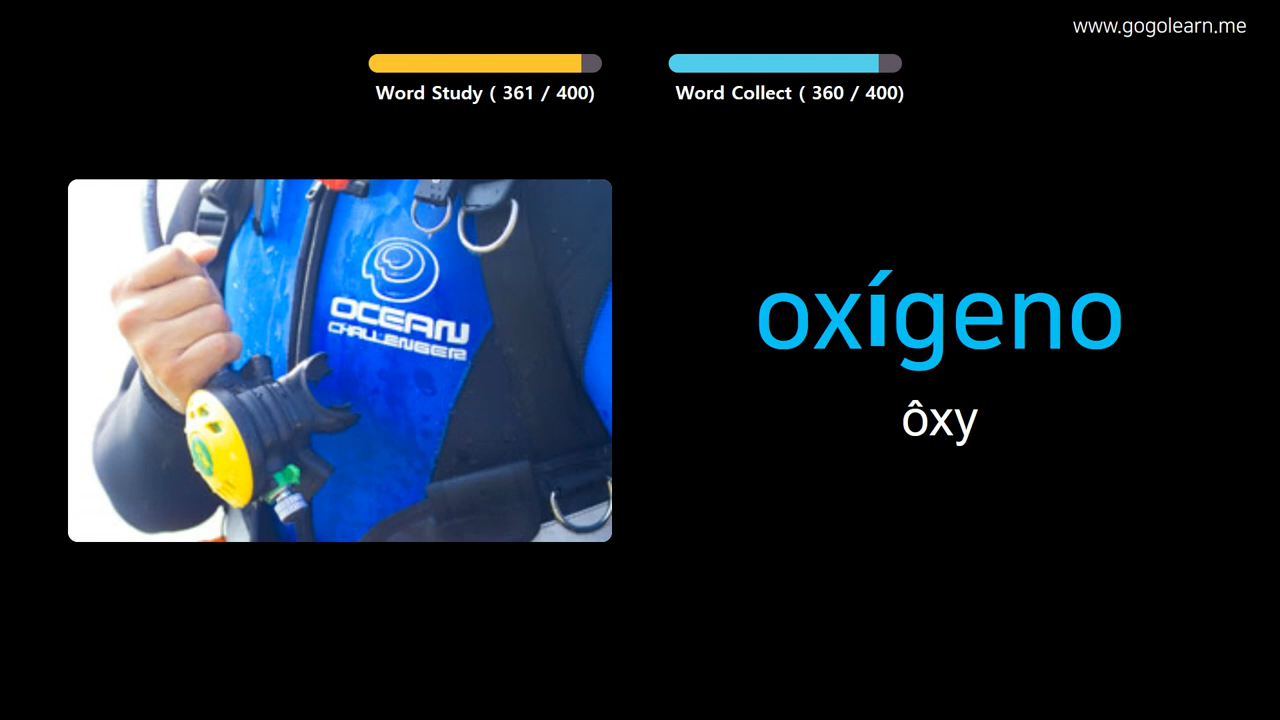 www.gogolearn.me
Word Study ( 361 / 400)
Word Collect ( 360 / 400)
OCEAN
CHALLENGER
oxígeno
ôxy